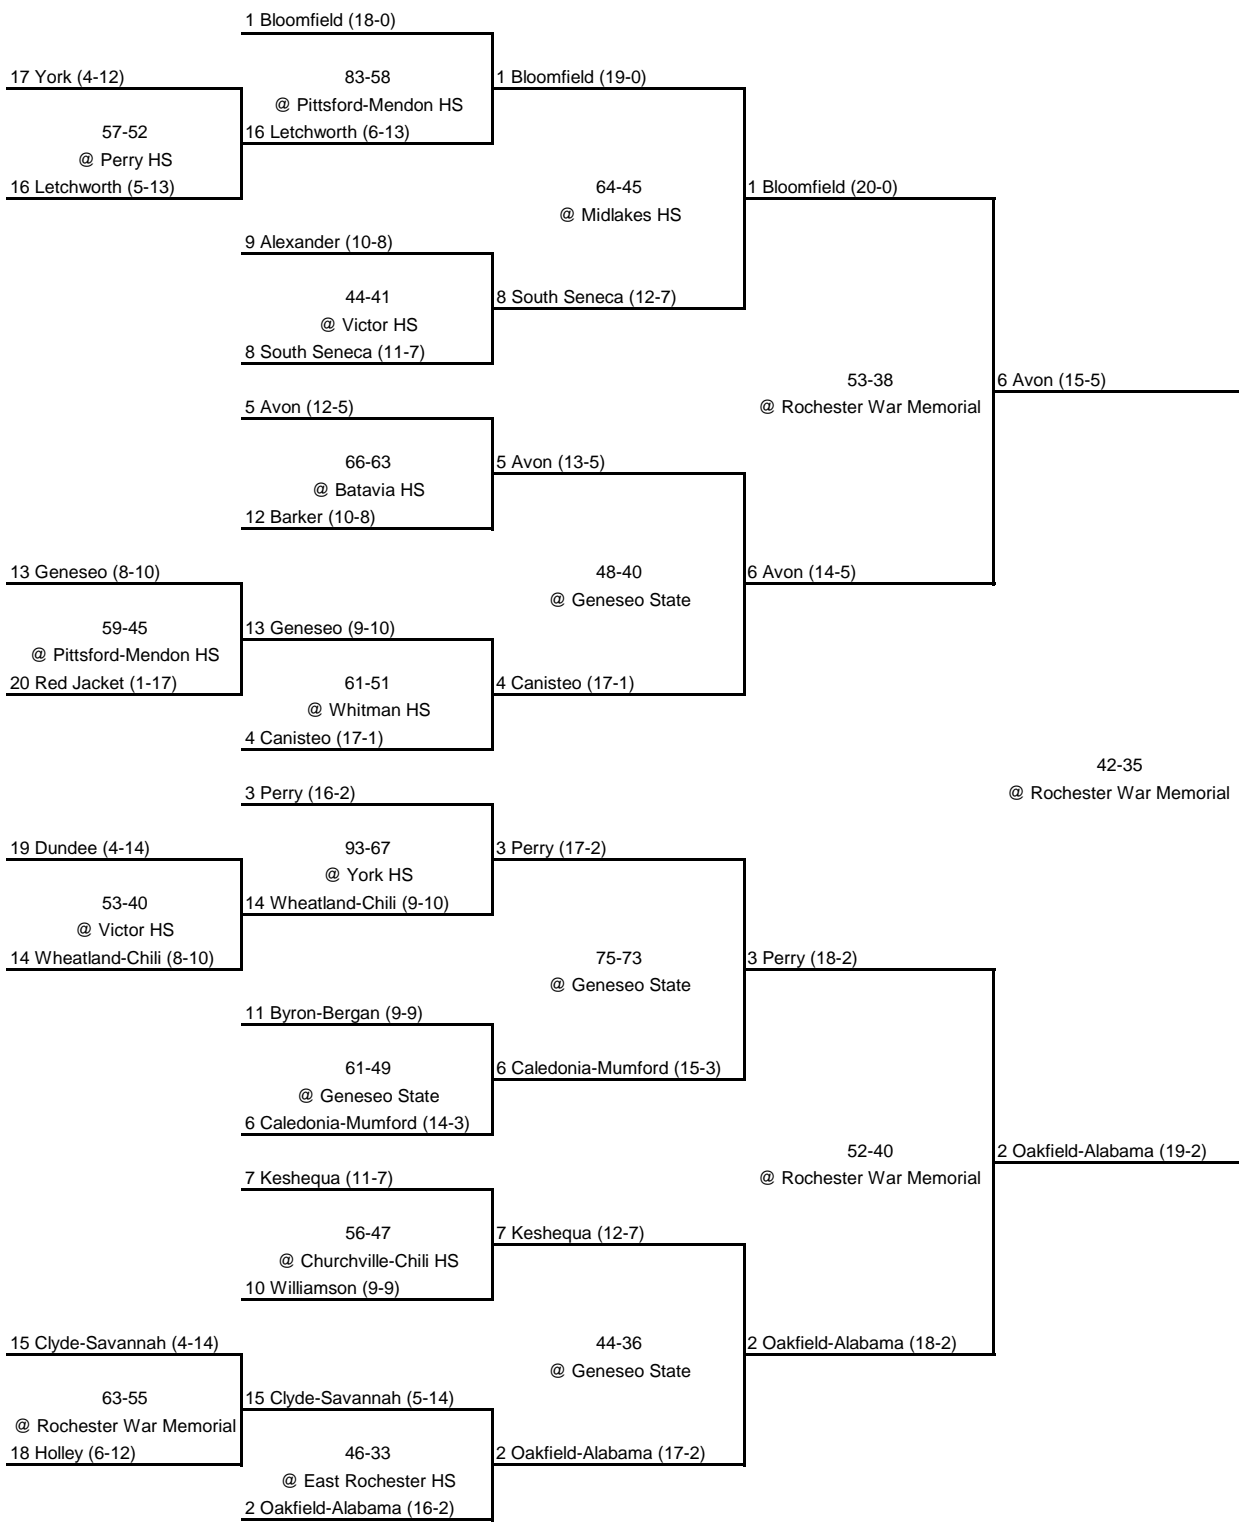 1 Bloomfield (18-0)
17 York (4-12)
83-58
@ Pittsford-Mendon HS
1 Bloomfield (19-0)
57-52
@ Perry HS
16 Letchworth (6-13)
16 Letchworth (5-13)
64-45
@ Midlakes HS
1 Bloomfield (20-0)
9 Alexander (10-8)
44-41
@ Victor HS
8 South Seneca (12-7)
8 South Seneca (11-7)
53-38
@ Rochester War Memorial
6 Avon (15-5)
5 Avon (12-5)
66-63
@ Batavia HS
5 Avon (13-5)
12 Barker (10-8)
13 Geneseo (8-10)
48-40
@ Geneseo State
6 Avon (14-5)
59-45
@ Pittsford-Mendon HS
13 Geneseo (9-10)
20 Red Jacket (1-17)
61-51
@ Whitman HS
4 Canisteo (17-1)
4 Canisteo (17-1)
42-35
@ Rochester War Memorial
3 Perry (16-2)
19 Dundee (4-14)
93-67
@ York HS
3 Perry (17-2)
53-40
@ Victor HS
14 Wheatland-Chili (9-10)
14 Wheatland-Chili (8-10)
75-73
@ Geneseo State
3 Perry (18-2)
11 Byron-Bergan (9-9)
61-49
@ Geneseo State
6 Caledonia-Mumford (15-3)
6 Caledonia-Mumford (14-3)
52-40
@ Rochester War Memorial
2 Oakfield-Alabama (19-2)
7 Keshequa (11-7)
56-47
@ Churchville-Chili HS
7 Keshequa (12-7)
10 Williamson (9-9)
15 Clyde-Savannah (4-14)
44-36
@ Geneseo State
2 Oakfield-Alabama (18-2)
63-55
@ Rochester War Memorial
15 Clyde-Savannah (5-14)
18 Holley (6-12)
46-33
@ East Rochester HS
2 Oakfield-Alabama (17-2)
2 Oakfield-Alabama (16-2)